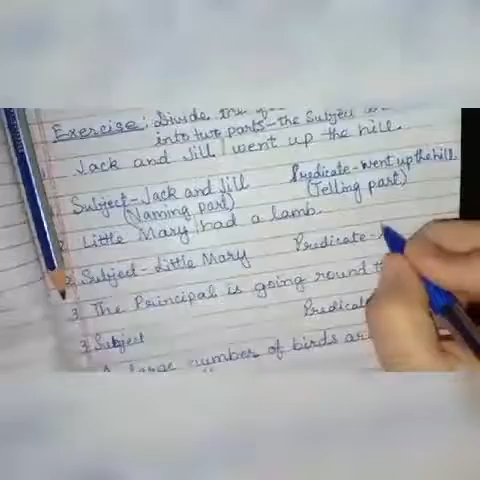 Exercise: Divide the
into two parts - the Subject
Jack and Jill | went up the hill.
Subject - Jack and Jill Predicate - went up the hill
(Naming part) (Telling part)
Little Mary | had a lamb.
2. Subject - Little Mary Predicate -
3 The Principal is going round
3 Subject Predicate
large number of birds are